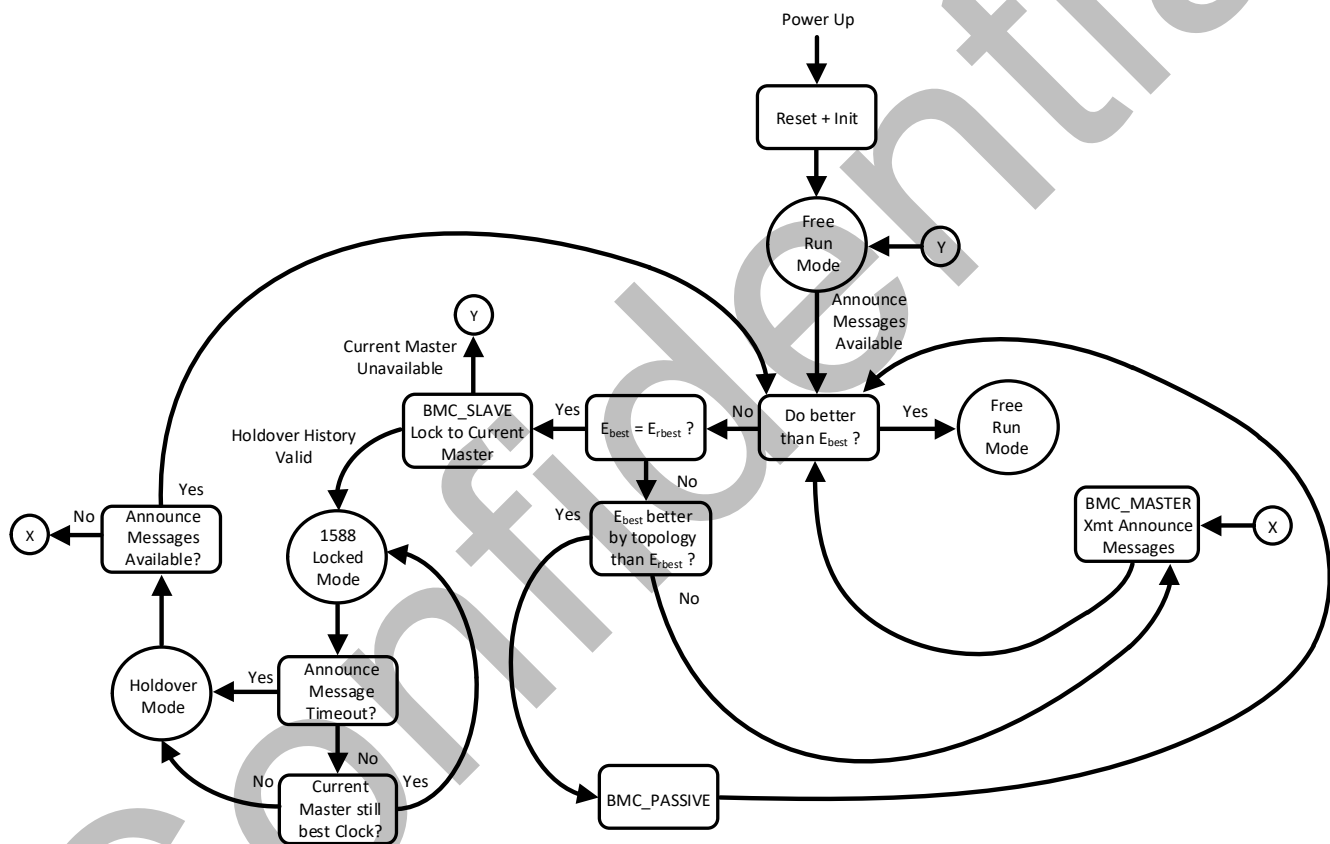 Power Up
Reset + Init
Free
Run
Mode
Y
Announce
Messages
Available
Y
Current Master
Unavailable
BMC_SLAVE
Lock to Current
Master
Yes
Ebest = Erbest ?
No
Do better
than Ebest ?
Yes
Free
Run
Mode
Holdover History
Valid
Yes
No
X
No
Announce
Messages
Available?
1588
Locked
Mode
Yes
Ebest better
by topology
than Erbest ?
No
BMC_MASTER
Xmt Announce
Messages
X
Holdover
Mode
Yes
Announce
Message
Timeout?
No
No
Current
Master still
best Clock?
Yes
BMC_PASSIVE
Confidential